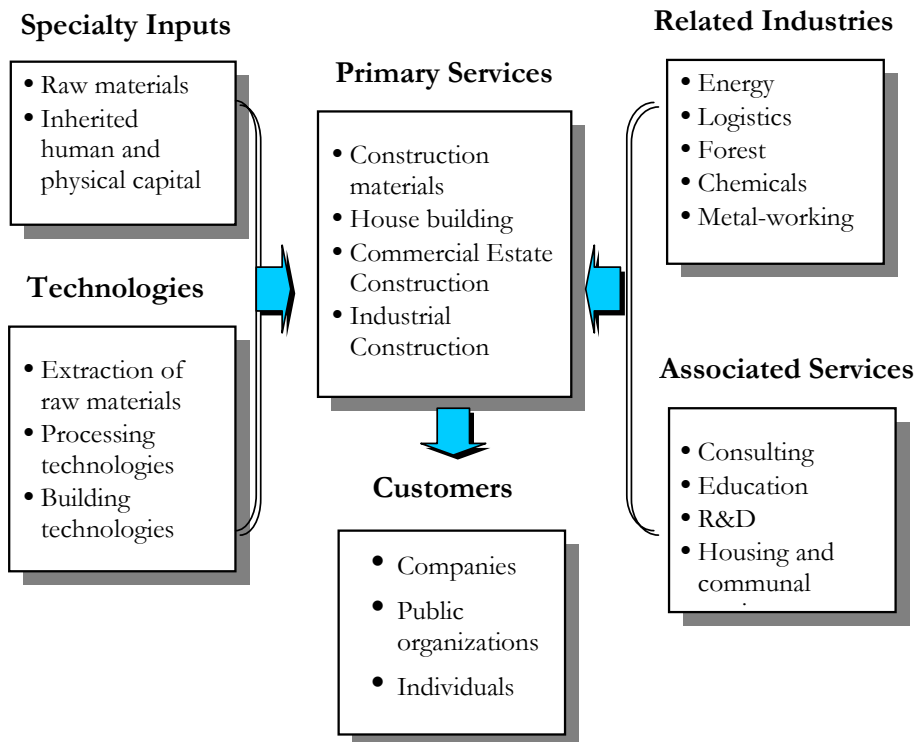 Specialty Inputs
• Raw materials
• Inherited
human and
physical capital
Technologies
• Extraction of
raw materials
• Processing
technologies
• Building
technologies
Primary Services
• Construction
materials
• House building
• Commercial Estate
Construction
• Industrial
Construction
Customers
• Companies
• Public
organizations
• Individuals
Related Industries
• Energy
• Logistics
• Forest
• Chemicals
• Metal-working
Associated Services
• Consulting
• Education
• R&D
• Housing and
communal